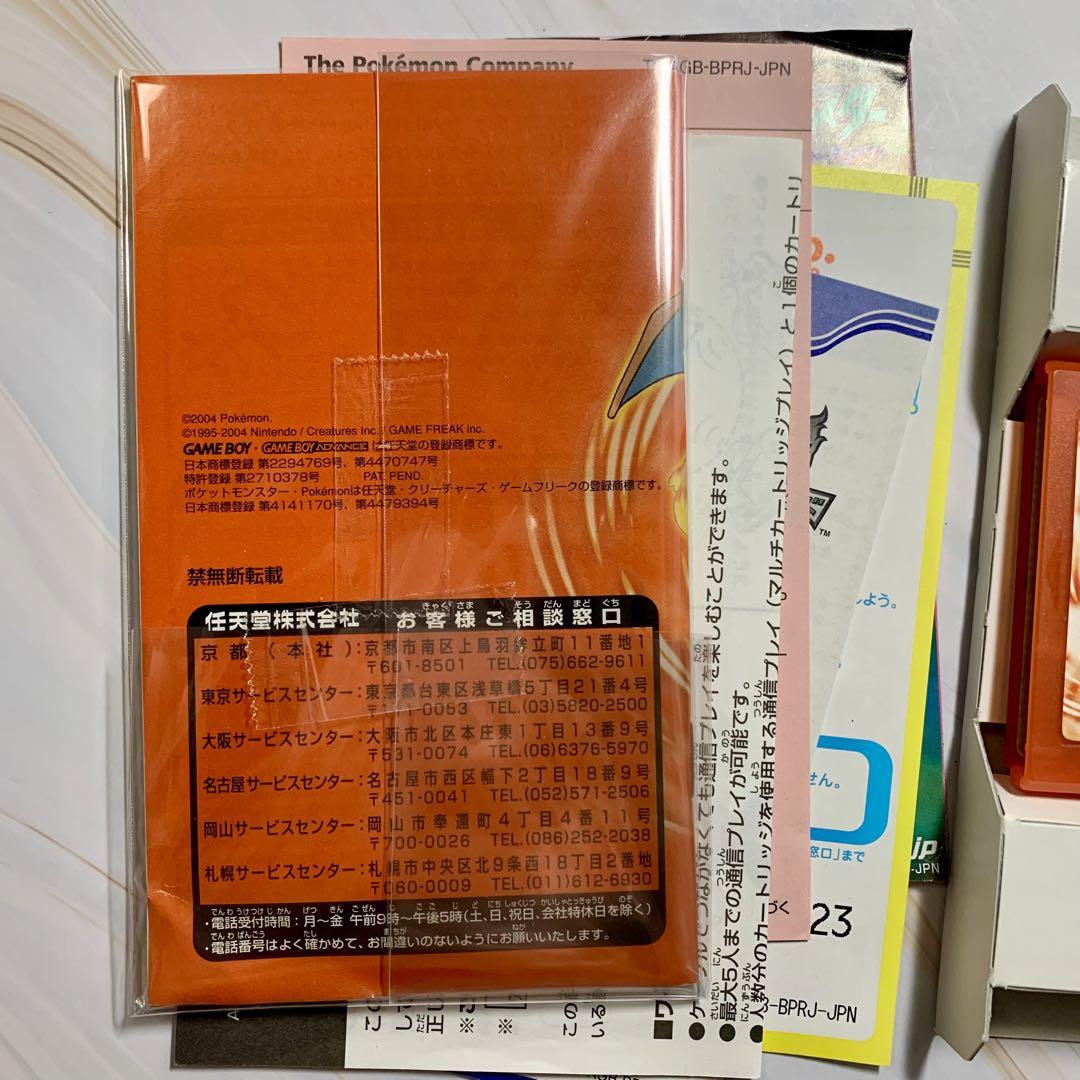 The Pokémon Company
AGB-BPRJ-JPN
©2004 Pokémon.
©1995-2004 Nintendo / Creatures inc. / GAME FREAK inc.
GAME BOY・GAME BOY ADVANCE は任天堂の登録商標です。
日本商標登録 第2294769号、第4470747号
特許登録 第2710378号 PAT. PEND.
ポケットモンスター・Pokémonは任天堂・クリーチャーズ・ゲームフリークの登録商標です。
日本商標登録 第4141170号、第4479394号
禁無断転載
任天堂株式会社 お客様ご相談窓口
京都(本社):京都市南区上鳥羽鉾立町11番地1
〒601-8501 TEL.(075)662-9611
東京サービスセンター:東京都台東区浅草橋5丁目21番4号
〒111-0053 TEL.(03)5820-2500
大阪サービスセンター:大阪市北区本庄東1丁目13番9号
〒531-0074 TEL.(06)6376-5970
名古屋サービスセンター:名古屋市西区幅下2丁目18番9号
〒451-0041 TEL.(052)571-2506
岡山サービスセンター:岡山市奉還町4丁目4番11号
〒700-0026 TEL.(086)252-2038
札幌サービスセンター:札幌市中央区北9条西18丁目2番地
〒060-0009 TEL.(011)612-6930
・電話受付時間:月〜金 午前9時〜午後5時(土、日、祝日、会社特休日を除く)
・電話番号はよく確かめて、お間違いのないようにお願いいたします。
なくても通信プレイを楽しむことができます。
●最大5人までの通信プレイが可能です。
●人数分のカートリッジを使用する通信プレイ(マルチカートリッジプレイ)と1個のカートリ
TM
しよう。
せん。
窓口」まで
jp
-JPN
23
-BPRJ-JPN
この
正し
この
いる